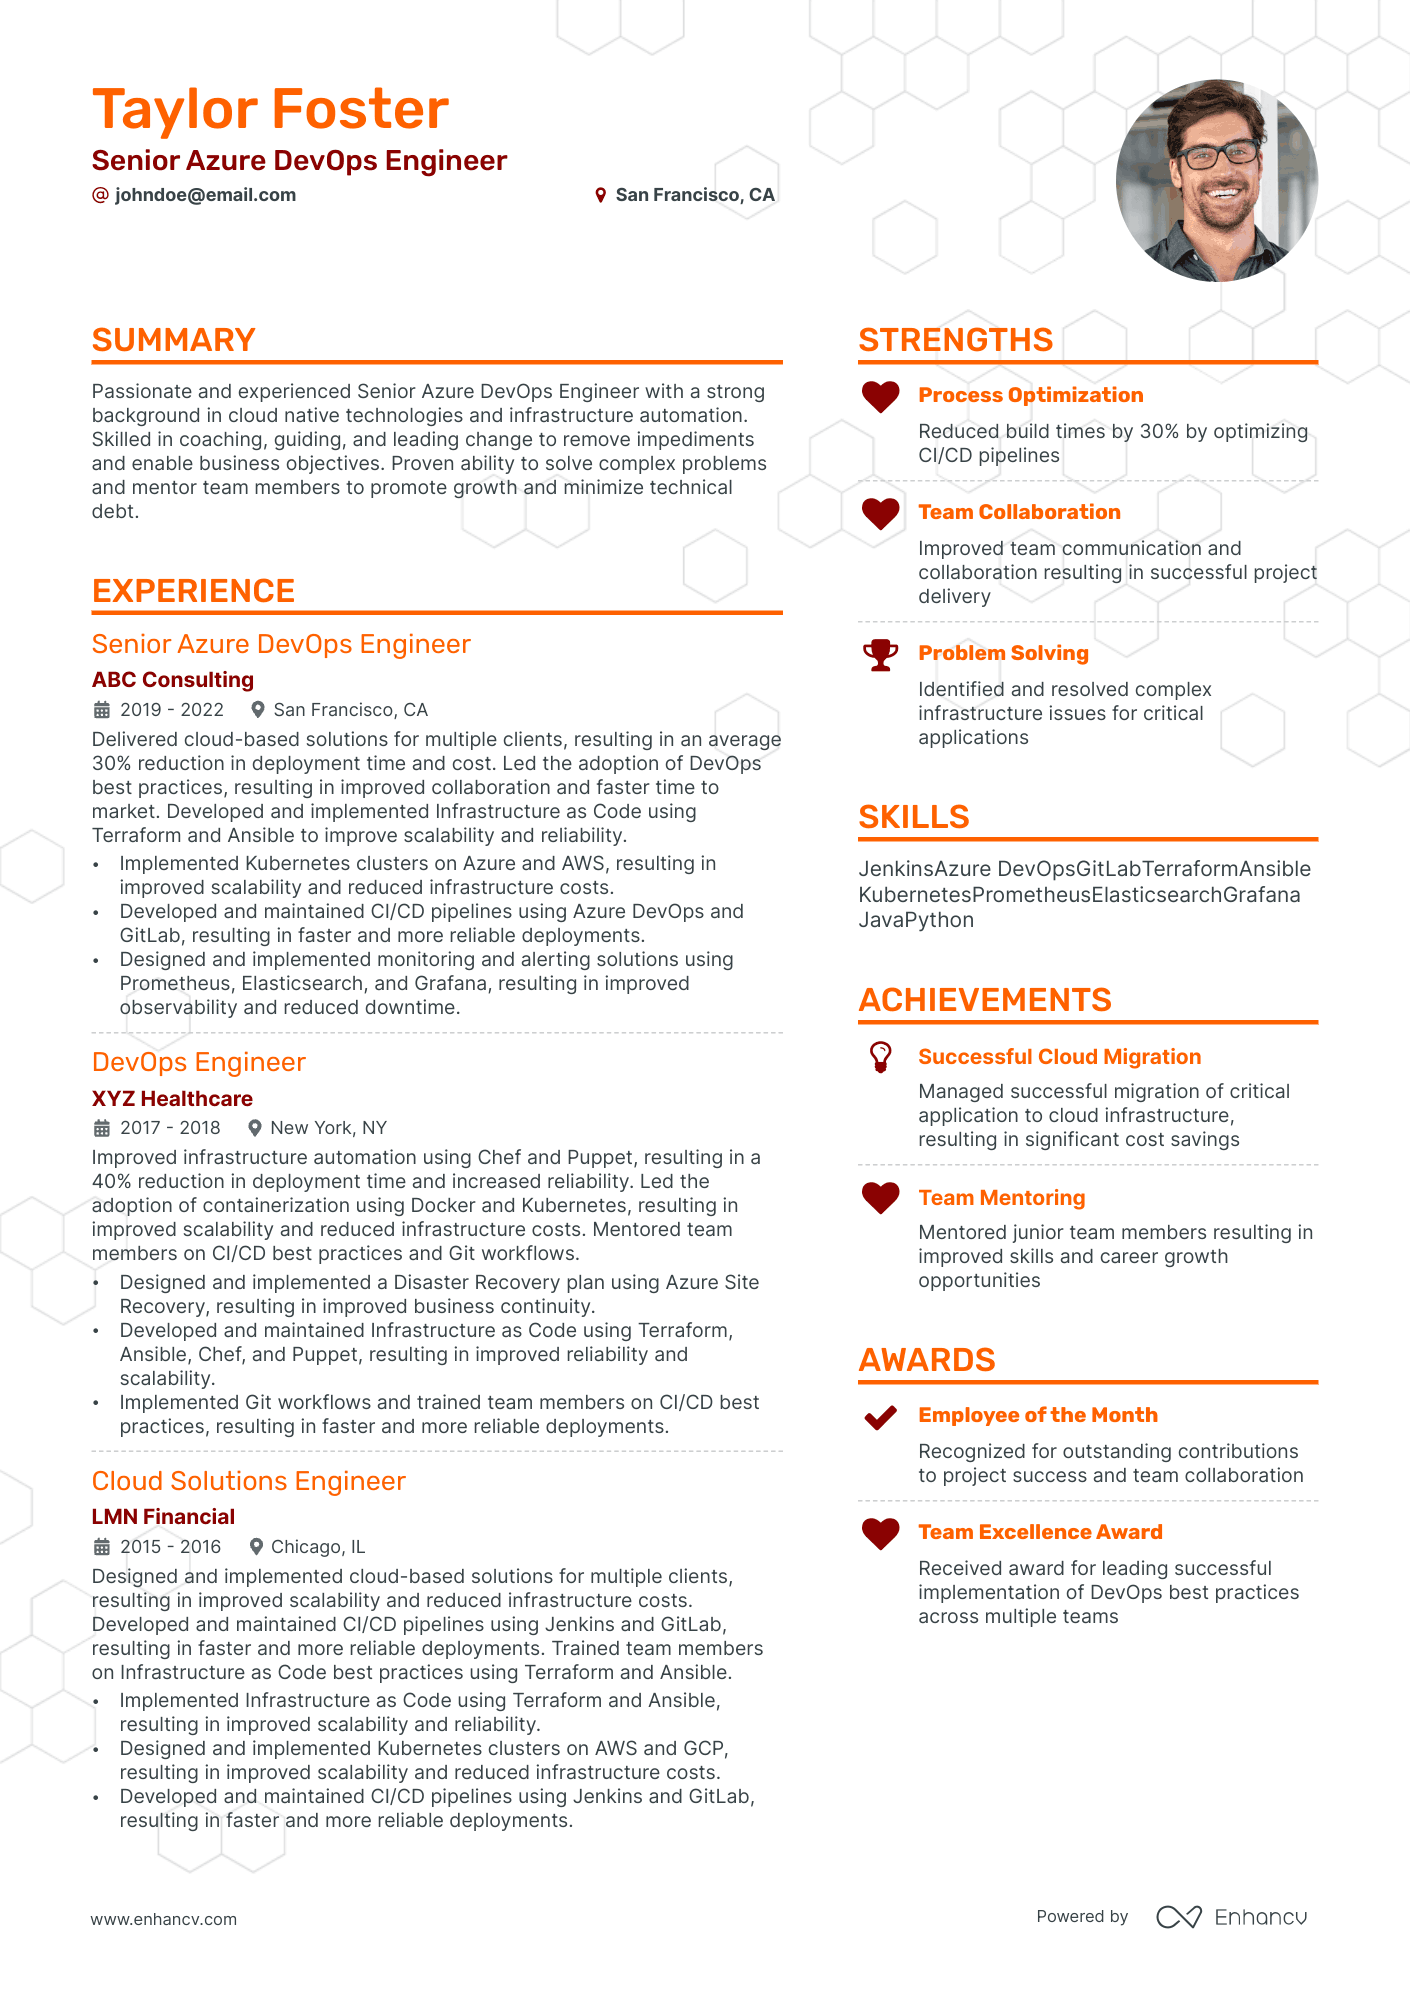 Taylor Foster
Senior Azure DevOps Engineer
@ johndoe@email.com
San Francisco, CA
SUMMARY
Passionate and experienced Senior Azure DevOps Engineer with a strong
background in cloud native technologies and infrastructure automation.
Skilled in coaching, guiding, and leading change to remove impediments
and enable business objectives. Proven ability to solve complex problems
and mentor team members to promote growth and minimize technical
debt.
EXPERIENCE
Senior Azure DevOps Engineer
ABC Consulting
2019 - 2022 San Francisco, CA
Delivered cloud-based solutions for multiple clients, resulting in an average
30% reduction in deployment time and cost. Led the adoption of DevOps
best practices, resulting in improved collaboration and faster time to
market. Developed and implemented Infrastructure as Code using
Terraform and Ansible to improve scalability and reliability.
• Implemented Kubernetes clusters on Azure and AWS, resulting in
improved scalability and reduced infrastructure costs.
• Developed and maintained CI/CD pipelines using Azure DevOps and
GitLab, resulting in faster and more reliable deployments.
• Designed and implemented monitoring and alerting solutions using
Prometheus, Elasticsearch, and Grafana, resulting in improved
observability and reduced downtime.
DevOps Engineer
XYZ Healthcare
2017 - 2018 New York, NY
Improved infrastructure automation using Chef and Puppet, resulting in a
40% reduction in deployment time and increased reliability. Led the
adoption of containerization using Docker and Kubernetes, resulting in
improved scalability and reduced infrastructure costs. Mentored team
members on CI/CD best practices and Git workflows.
• Designed and implemented a Disaster Recovery plan using Azure Site
Recovery, resulting in improved business continuity.
• Developed and maintained Infrastructure as Code using Terraform,
Ansible, Chef, and Puppet, resulting in improved reliability and
scalability.
• Implemented Git workflows and trained team members on CI/CD best
practices, resulting in faster and more reliable deployments.
Cloud Solutions Engineer
LMN Financial
2015 - 2016 Chicago, IL
Designed and implemented cloud-based solutions for multiple clients,
resulting in improved scalability and reduced infrastructure costs.
Developed and maintained CI/CD pipelines using Jenkins and GitLab,
resulting in faster and more reliable deployments. Trained team members
on Infrastructure as Code best practices using Terraform and Ansible.
• Implemented Infrastructure as Code using Terraform and Ansible,
resulting in improved scalability and reliability.
• Designed and implemented Kubernetes clusters on AWS and GCP,
resulting in improved scalability and reduced infrastructure costs.
• Developed and maintained CI/CD pipelines using Jenkins and GitLab,
resulting in faster and more reliable deployments.
STRENGTHS
Process Optimization
Reduced build times by 30% by optimizing
CI/CD pipelines
Team Collaboration
Improved team communication and
collaboration resulting in successful project
delivery
Problem Solving
Identified and resolved complex
infrastructure issues for critical
applications
SKILLS
JenkinsAzure DevOpsGitLabTerraformAnsible
KubernetesPrometheusElasticsearchGrafana
JavaPython
ACHIEVEMENTS
Successful Cloud Migration
Managed successful migration of critical
application to cloud infrastructure,
resulting in significant cost savings
Team Mentoring
Mentored junior team members resulting in
improved skills and career growth
opportunities
AWARDS
Employee of the Month
Recognized for outstanding contributions
to project success and team collaboration
Team Excellence Award
Received award for leading successful
implementation of DevOps best practices
across multiple teams
www.enhancv.com
Powered by Enhancv